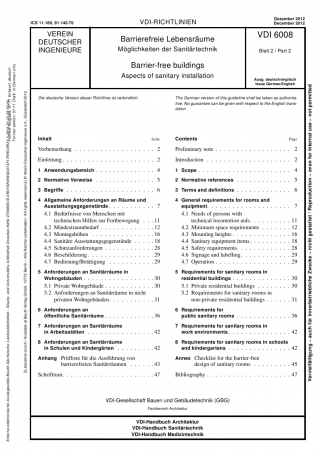 ICS 11.180, 91.140.70
VDI-RICHTLINIEN
Dezember 2012
December 2012
VEREIN
DEUTSCHER
INGENIEURE
Barrierefreie Lebensräume
Möglichkeiten der Sanitärtechnik
Barrier-free buildings
Aspects of sanitary installation
VDI 6008
Blatt 2 / Part 2
Ausg. deutsch/englisch
Issue German/English
Die deutsche Version dieser Richtlinie ist verbindlich.
The German version of this guideline shall be taken as authorita-
tive. No guarantee can be given with respect to the English trans-
lation.
Inhalt Seite
Vorbemerkung 2
Einleitung 2
1 Anwendungsbereich 4
2 Normative Verweise 5
3 Begriffe 6
4 Allgemeine Anforderungen an Räume und
Ausstattungsgegenstände 7
4.1 Bedürfnisse von Menschen mit
technischen Hilfen zur Fortbewegung 11
4.2 Mindestraumbedarf 12
4.3 Montagehöhen 16
4.4 Sanitäre Ausstattungsgegenstände 18
4.5 Schutzanforderungen 28
4.6 Beschilderung 29
4.7 Bedienung/Betätigung 29
5 Anforderungen an Sanitärräume in
Wohngebäuden 30
5.1 Private Wohngebäude 30
5.2 Anforderungen an Sanitärräume in nicht
privaten Wohngebäuden 31
6 Anforderungen an
öffentliche Sanitärräume 36
7 Anforderungen an Sanitärräume
in Arbeitsstätten 42
8 Anforderungen an Sanitärräume
in Schulen und Kindergärten 42
Anhang Prüfliste für die Ausführung von
barrierefreien Sanitärräumen 43
Schrifttum 47
Contents Page
Preliminary note 2
Introduction 2
1 Scope 4
2 Normative references 5
3 Terms and definitions 6
4 General requirements for rooms and
equipment 7
4.1 Needs of persons with
technical locomotion aids 11
4.2 Minimum space requirements 12
4.3 Mounting heights 16
4.4 Sanitary equipment items 18
4.5 Safety requirements 28
4.6 Signage and labelling 29
4.7 Operation 29
5 Requirements for sanitary rooms in
residential buildings 30
5.1 Private residential buildings 30
5.2 Requirements for sanitary rooms in
non-private residential buildings 31
6 Requirements for
public sanitary rooms 36
7 Requirements for sanitary rooms in
work environments 42
8 Requirements for sanitary rooms in schools
and kindergartens 42
Annex Checklist for the barrier-free
design of sanitary rooms 45
Bibliography 47
VDI-Gesellschaft Bauen und Gebäudetechnik (GBG)
Fachbereich Architektur
VDI-Handbuch Architektur
VDI-Handbuch Sanitärtechnik
VDI-Handbuch Medizintechnik
Vervielfältigung – auch für innerbetriebliche Zwecke – nicht gestattet / Reproduction – even for internal use – not permitted